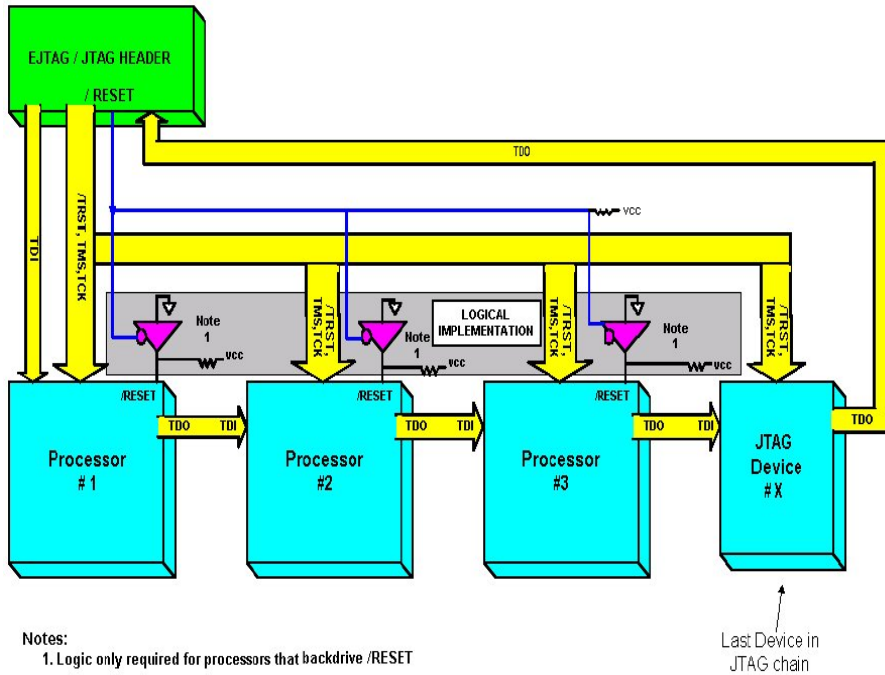 EJTAG / JTAG HEADER
/ RESET
TDO
TDI
/TRST, TMS,TCK
vcc
Note
1
vcc
Note
1
vcc
LOGICAL
IMPLEMENTATION
Note
1
vcc
/TRST,
TMS,TCK
/TRST,
TMS,TCK
/TRST,
TMS,TCK
/RESET
/RESET
/RESET
TDO TDI
TDO TDI
TDO TDI
TDO
Processor
# 1
Processor
#2
Processor
#3
JTAG
Device
# X
Notes:
1. Logic only required for processors that backdrive /RESET
Last Device in
JTAG chain